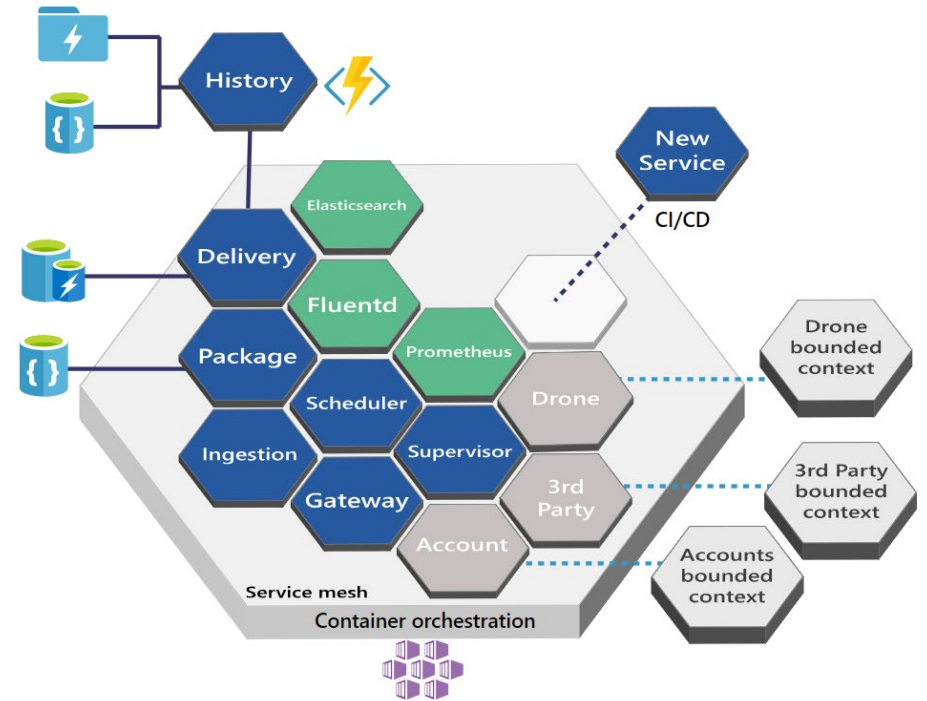 History
New
Service
CI/CD
Elasticsearch
Delivery
Fluentd
Package
Prometheus
Drone
bounded
context
Scheduler
Drone
Ingestion
Supervisor
3rd Party
bounded
context
Gateway
3rd
Party
Account
Accounts
bounded
context
Service mesh
Container orchestration